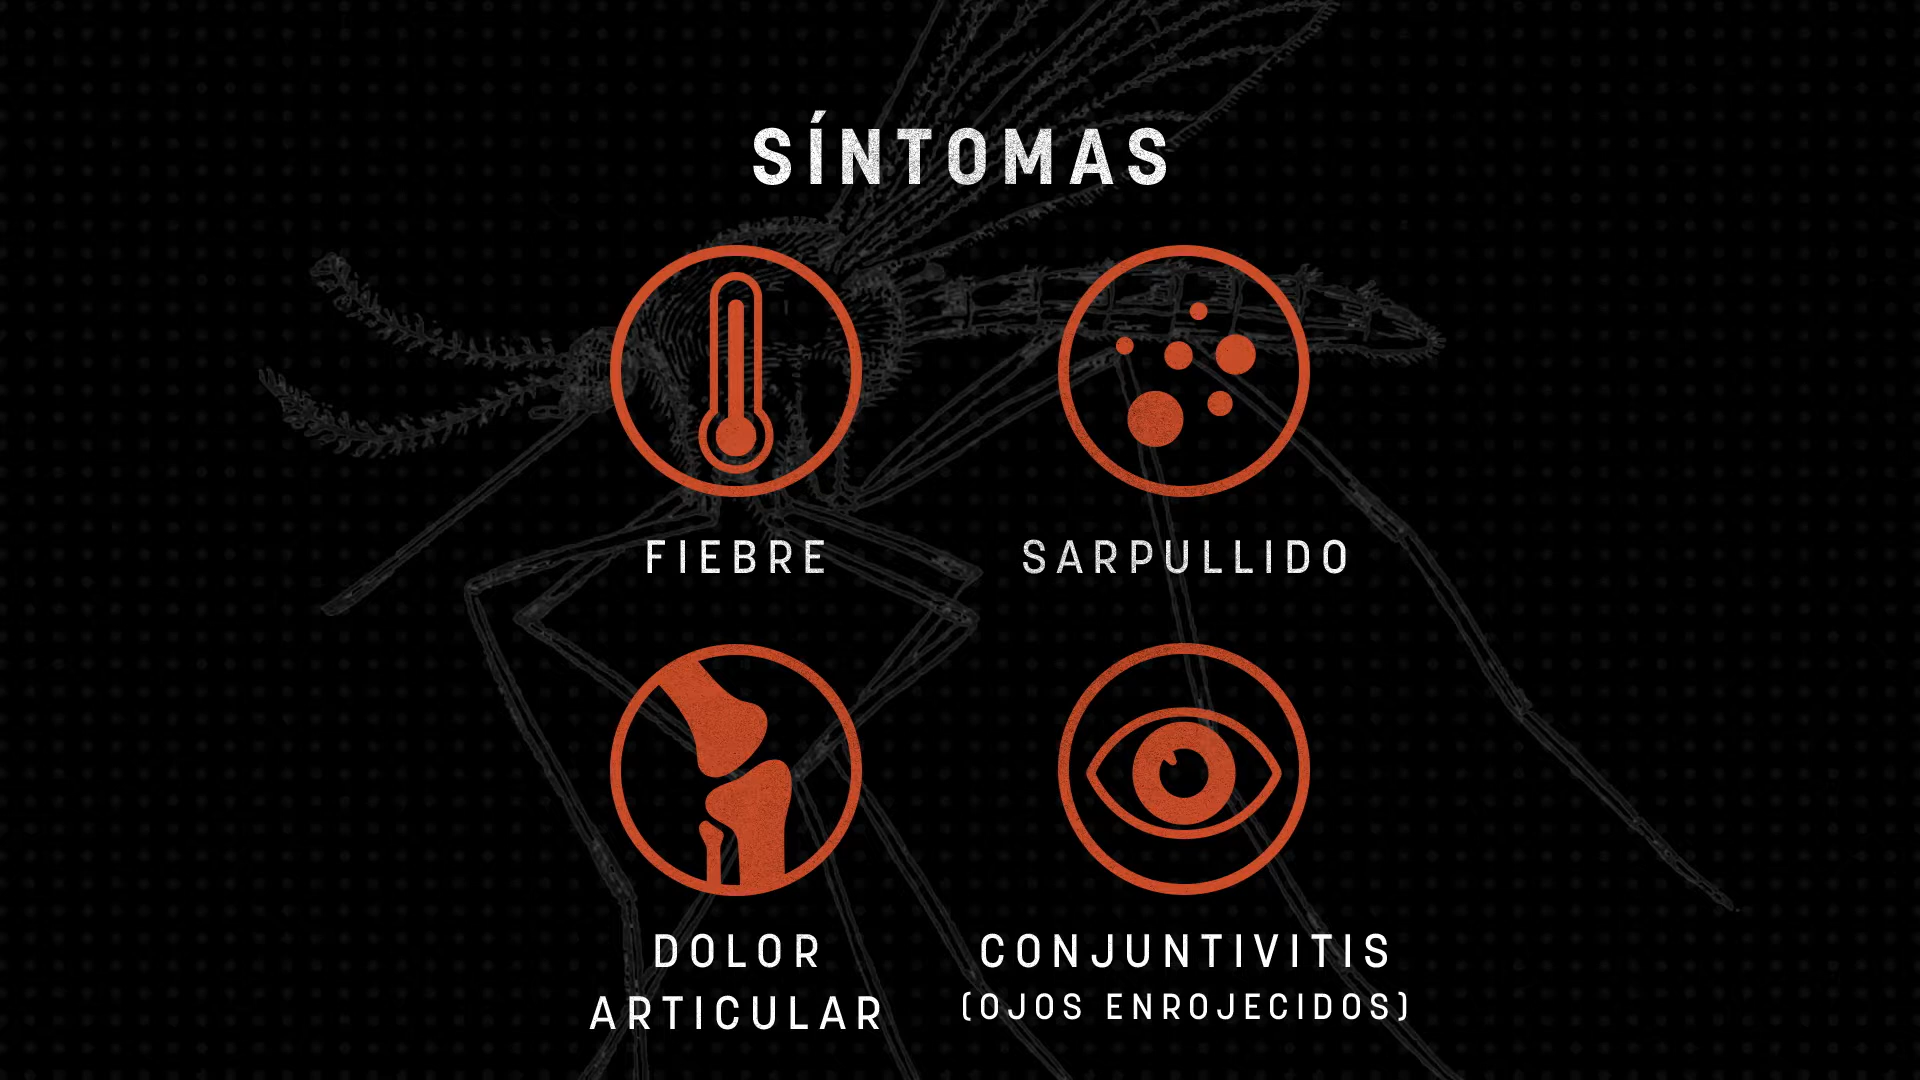 SÍNTOMAS
FIEBRE
SARPULLIDO
DOLOR
ARTICULAR
CONJUNTIVITIS
(OJOS ENROJECIDOS)